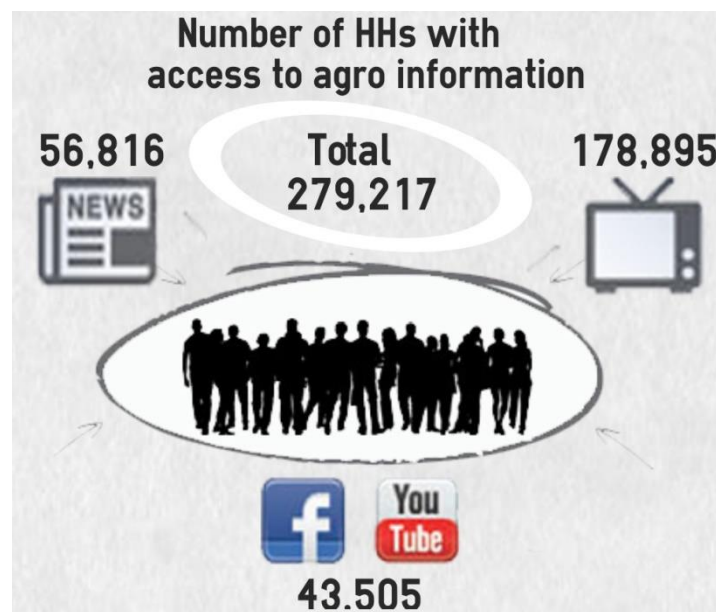 Number of HHs with
access to agro information
56,816
Total
279,217
178,895
NEWS
f
You
Tube
43.505